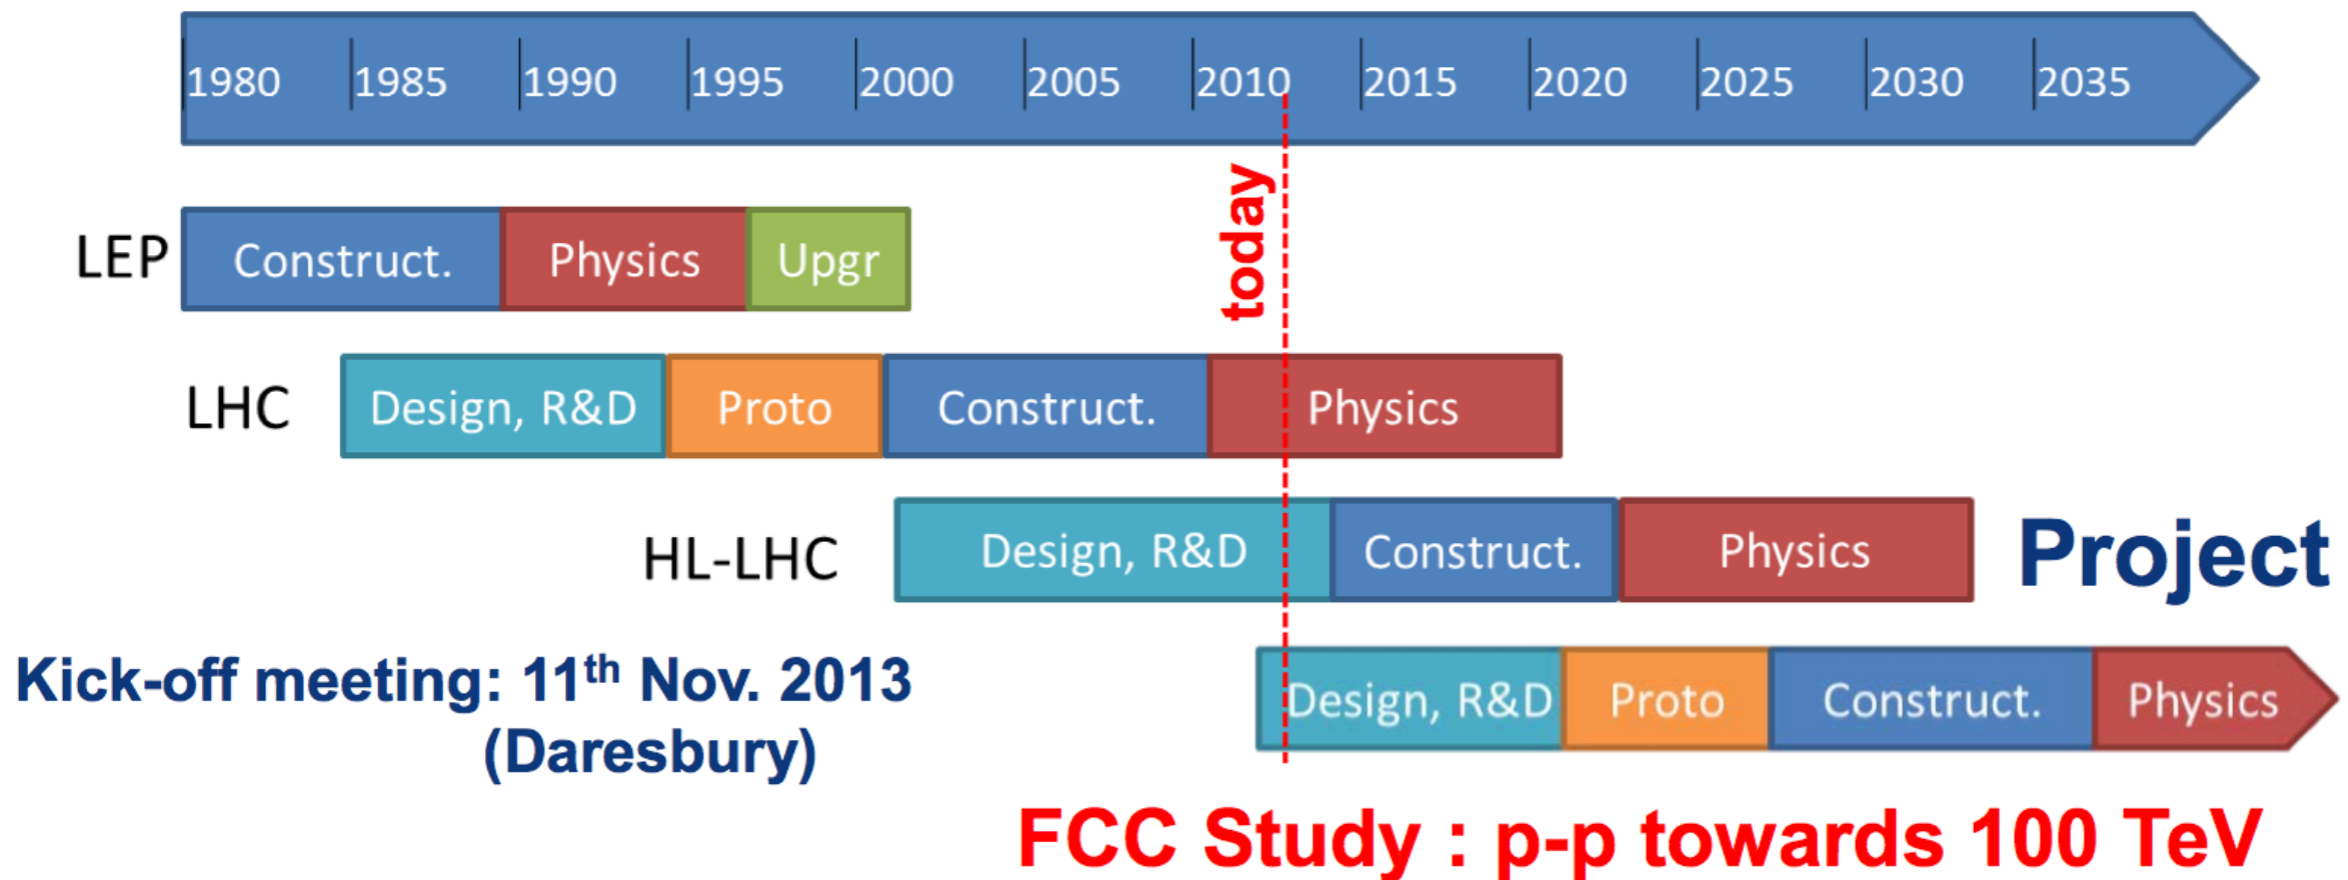 1980 1985 1990 1995 2000 2005 2010 2015 2020 2025 2030 2035
today
LEP Construct. Physics Upgr
LHC Design, R&D Proto Construct. Physics
HL-LHC Design, R&D Construct. Physics Project
Kick-off meeting: 11th Nov. 2013
(Daresbury)
Design, R&D Proto Construct. Physics
FCC Study : p-p towards 100 TeV